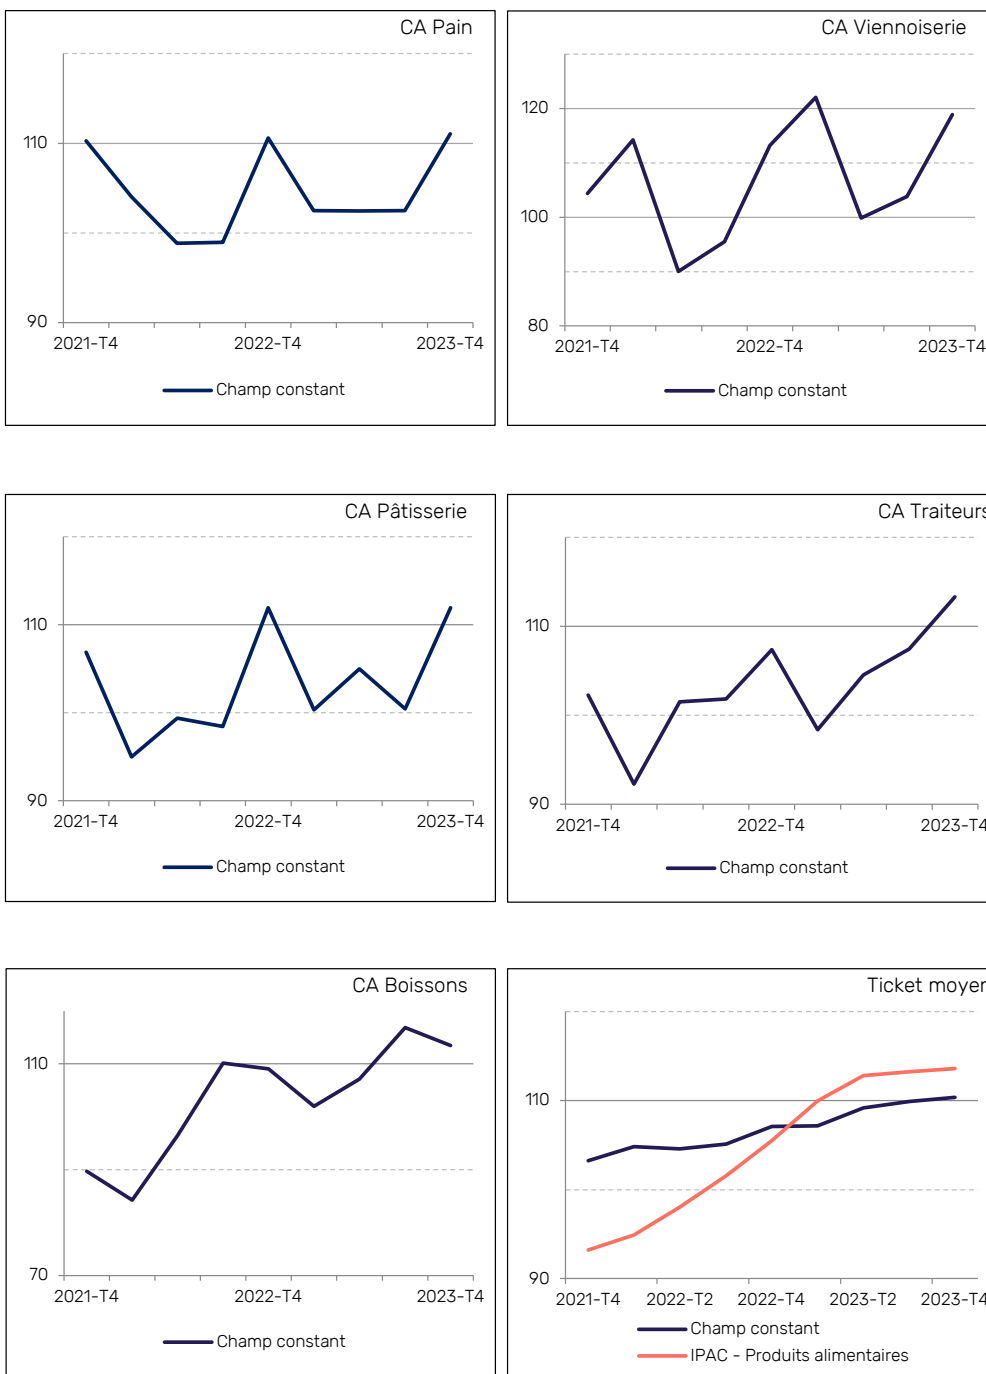 CA Pain
110
90
2021-T4 2022-T4 2023-T4
Champ constant
CA Viennoiserie
120
100
80
2021-T4 2022-T4 2023-T4
Champ constant
CA Pâtisserie
110
90
2021-T4 2022-T4 2023-T4
Champ constant
CA Traiteurs
110
90
2021-T4 2022-T4 2023-T4
Champ constant
CA Boissons
110
70
2021-T4 2022-T4 2023-T4
Champ constant
Ticket moyen
110
90
2021-T4 2022-T2 2022-T4 2023-T2 2023-T4
Champ constant
IPAC - Produits alimentaires